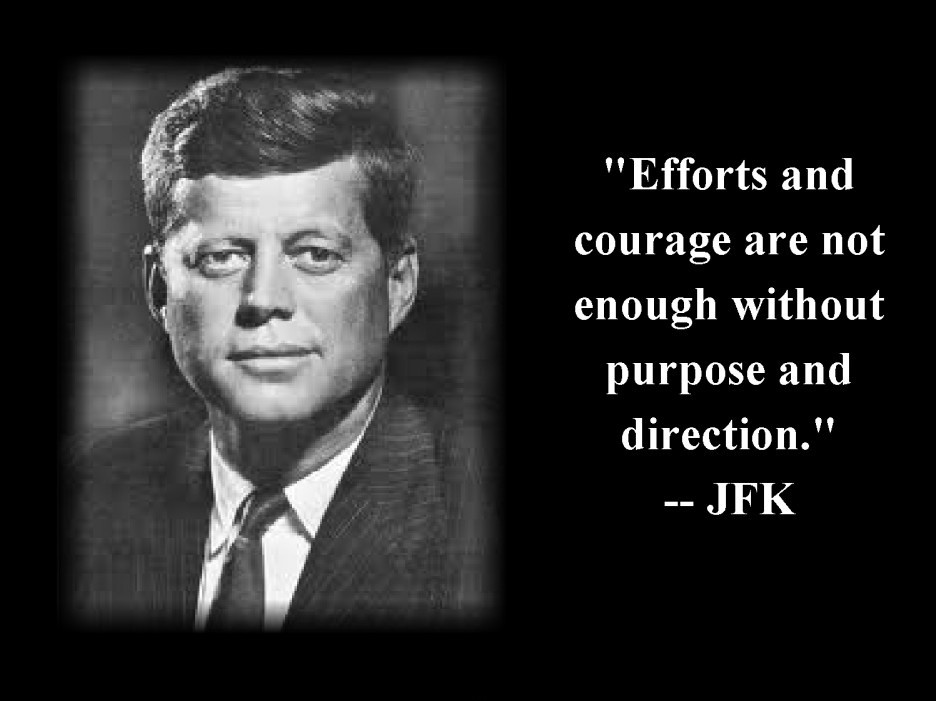 "Efforts and
courage are not
enough without
purpose and
direction."
-- JFK